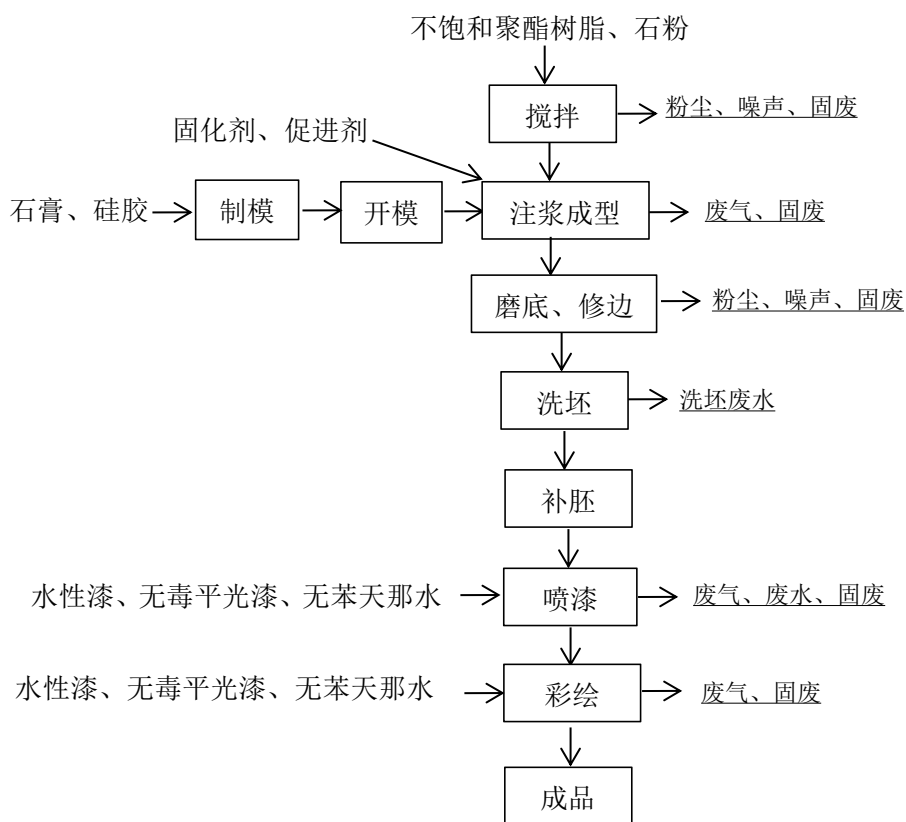 不饱和聚酯树脂、石粉
搅拌
粉尘、噪声、固废
固化剂、促进剂
石膏、硅胶
制模
开模
注浆成型
废气、固废
磨底、修边
粉尘、噪声、固废
洗坯
洗坯废水
补胚
水性漆、无毒平光漆、无苯天那水
喷漆
废气、废水、固废
水性漆、无毒平光漆、无苯天那水
彩绘
废气、固废
成品